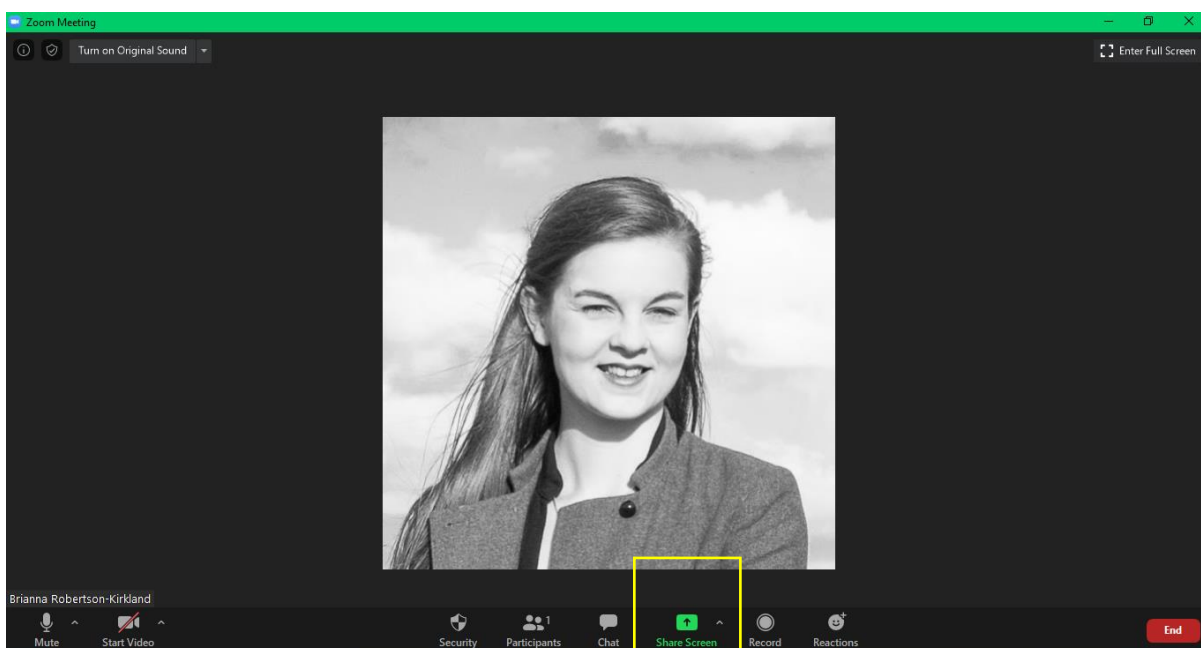 Zoom Meeting
Turn on Original Sound
Enter Full Screen
Brianna Robertson-Kirkland
Mute
Start Video
Security
Participants
1
Chat
Share Screen
Record
Reactions
End